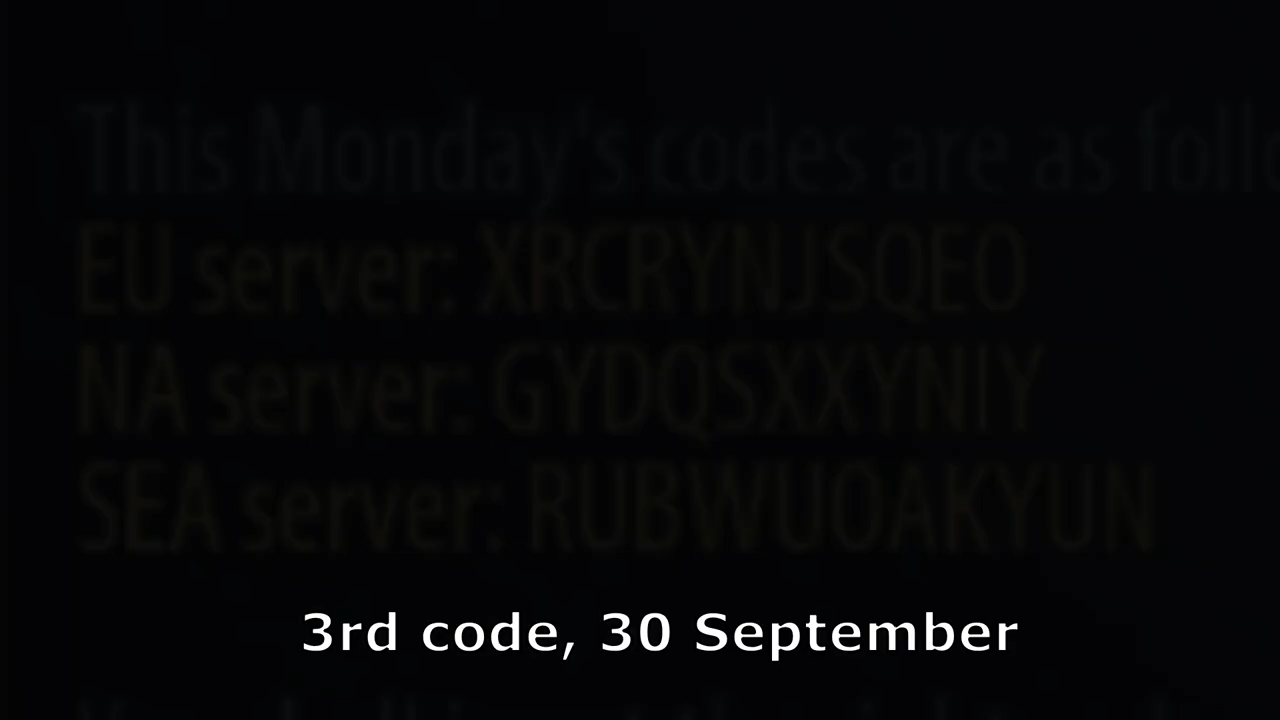 This Monday's codes are as
EU server: XRCRYNJSQEO
NA server: GYDQSXXYNIY
SEA server: RUBWUOAKYUN
3rd code, 30 September